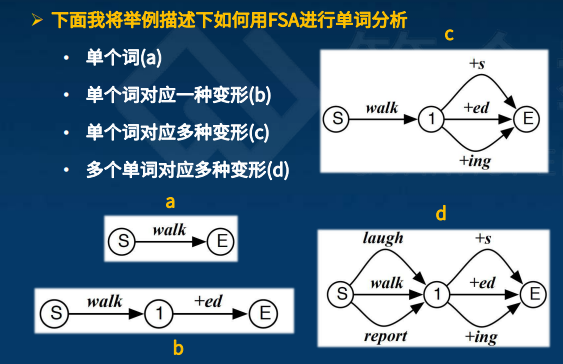 ➢ 下面我将举例描述下如何用FSA进行单词分析
• 单个词(a)
• 单个词对应一种变形(b)
• 单个词对应多种变形(c)
• 多个单词对应多种变形(d)
c
+s
S walk 1 +ed E
+ing
a
walk
S E
walk +ed
S 1 E
b
d
laugh +s
S walk 1 +ed E
report +ing